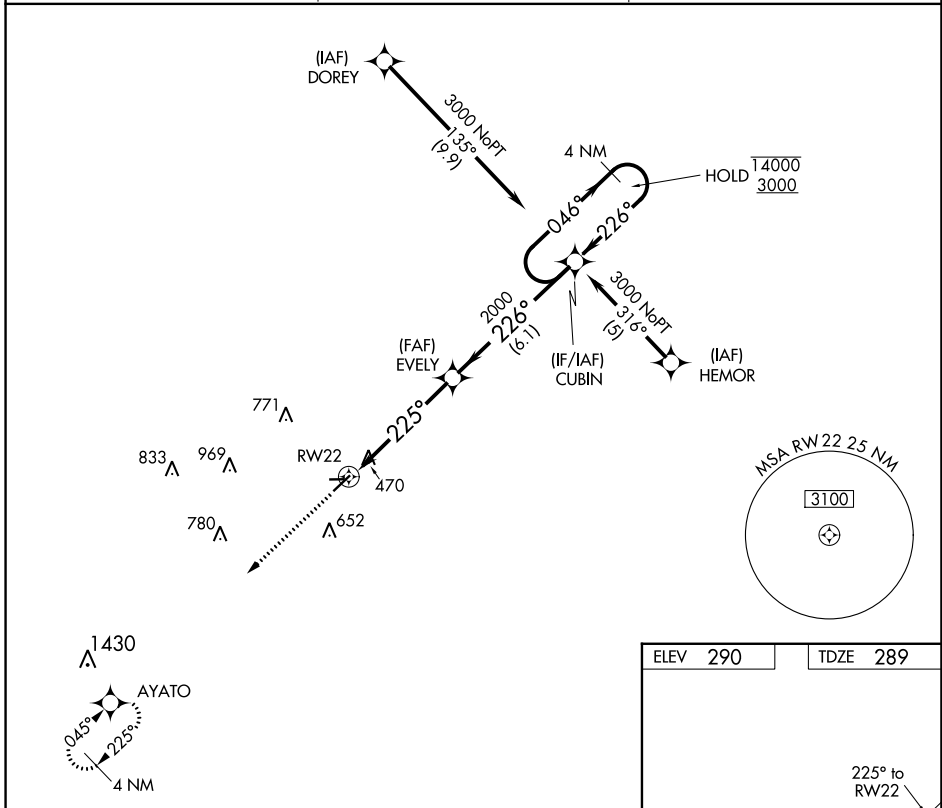 (IAF)
DOREY
3000 NoPT
135°
(9.9)
4 NM
HOLD
14000
3000
046°
226°
3000 NoPT
316°
(5)
(IAF)
HEMOR
(IF/IAF)
CUBIN
2000
226°
(6.1)
(FAF)
EVELY
225°
771
833
969
RW22
470
780
652
MSA RW22 25 NM
3100
1430
AYATO
045°
225°
4 NM
ELEV 290
TDZE 289
225° to
RW22